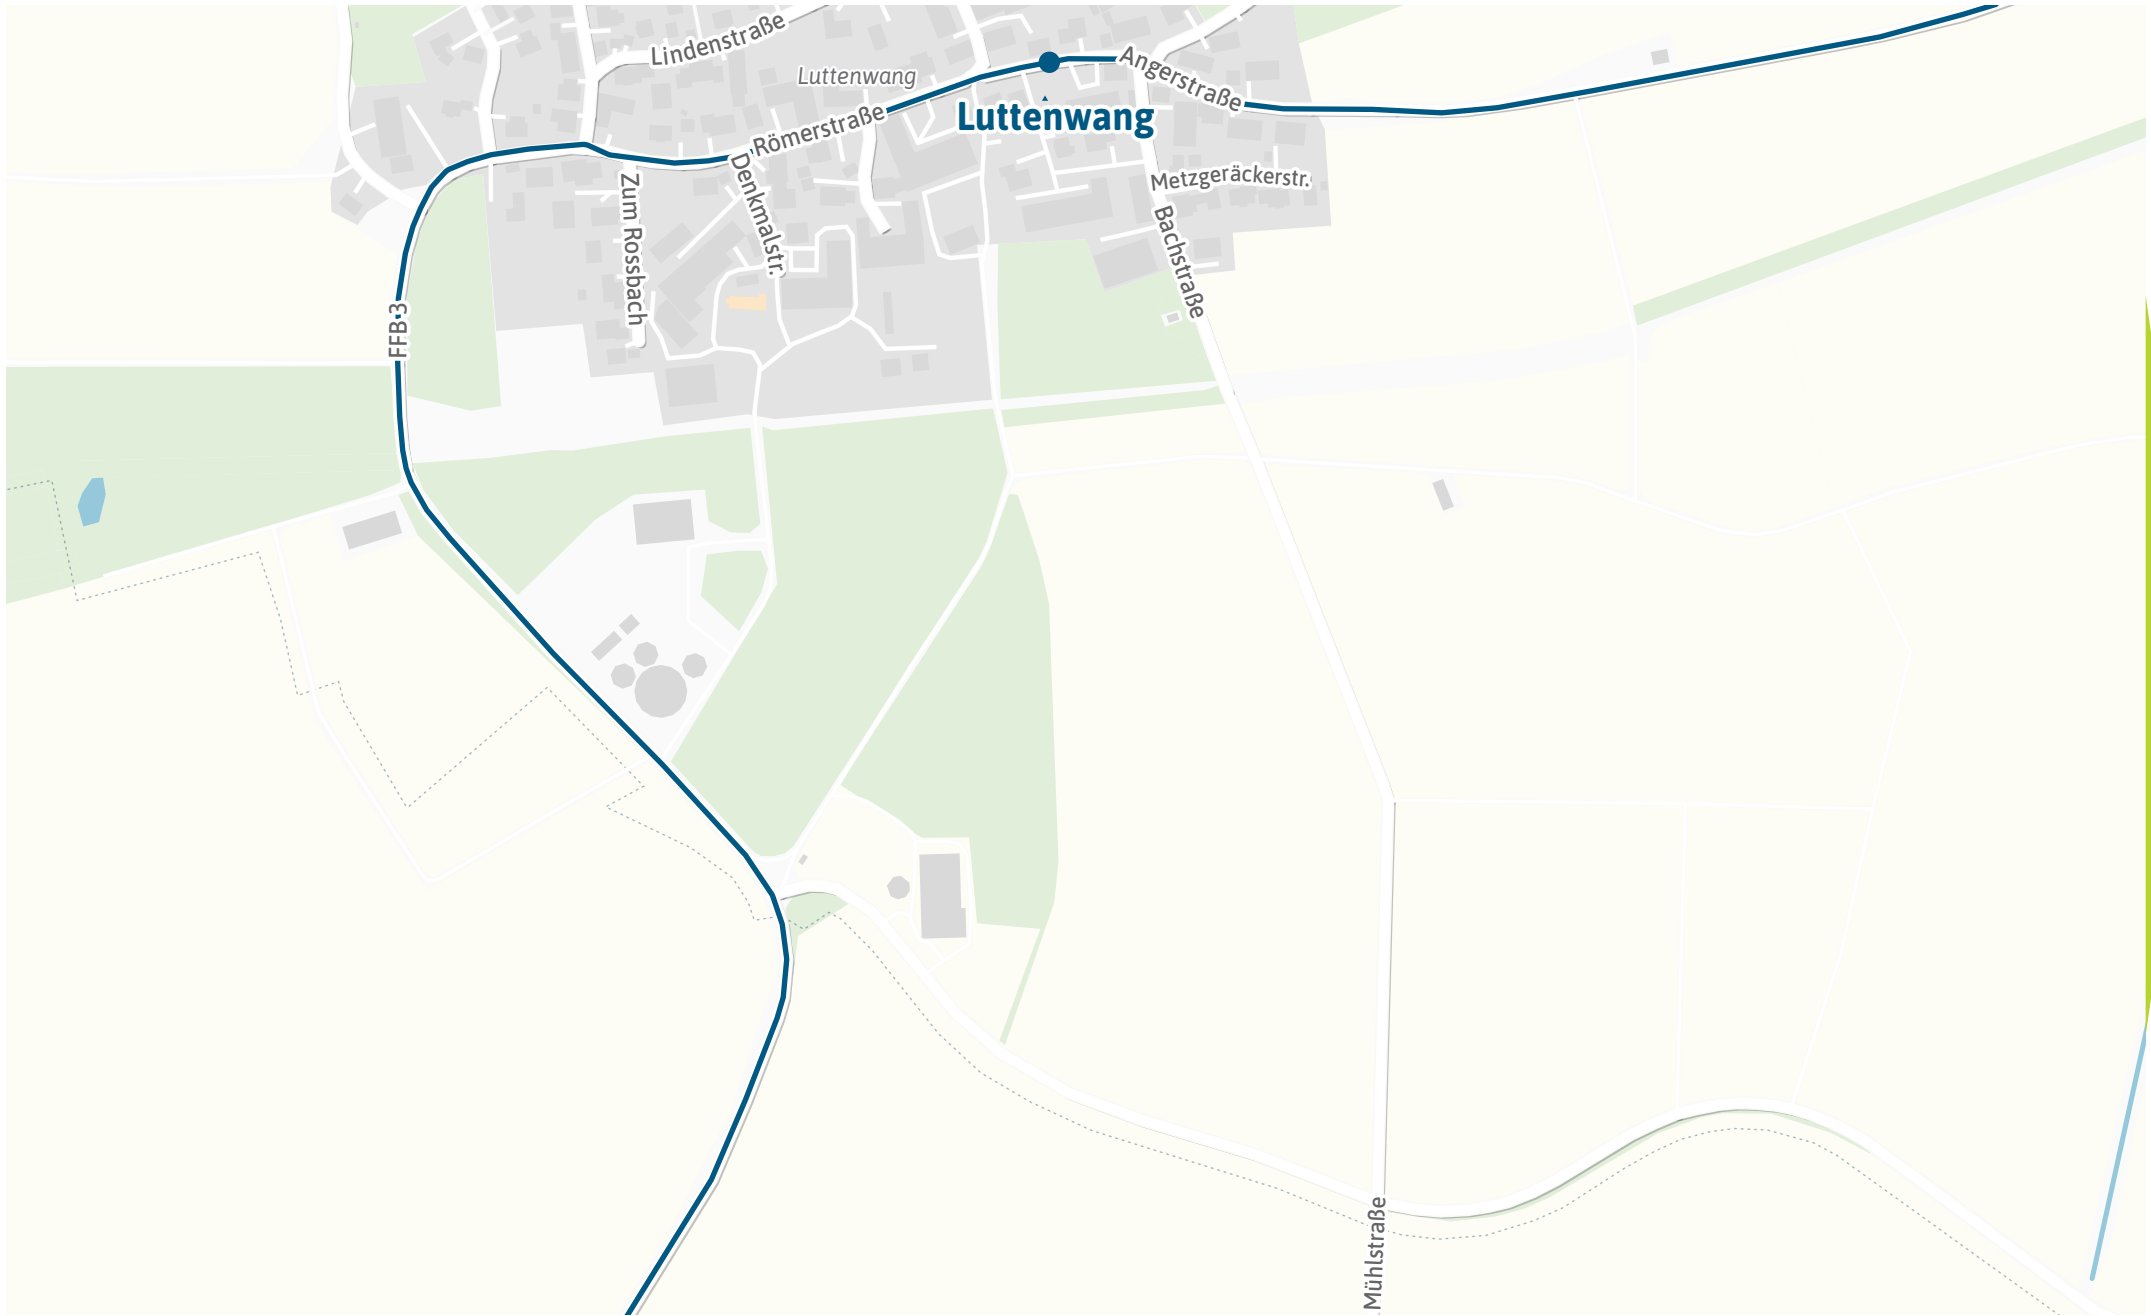 Lindenstraße
Luttenwang
Angerstraße
Luttenwang
Römerstraße
Denkmalstr.
Zum Rossbach
Metzgeräckerstr.
Bachstraße
FFB 3
Mühlstraße